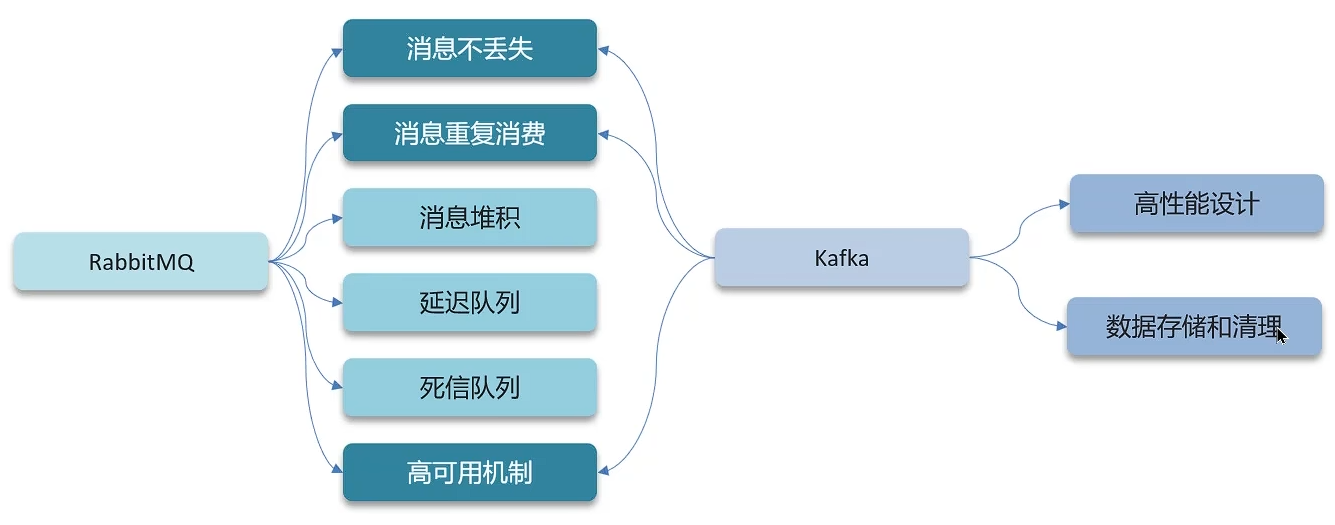 RabbitMQ
消息不丢失
消息重复消费
消息堆积
延迟队列
死信队列
高可用机制
Kafka
高性能设计
数据存储和清理